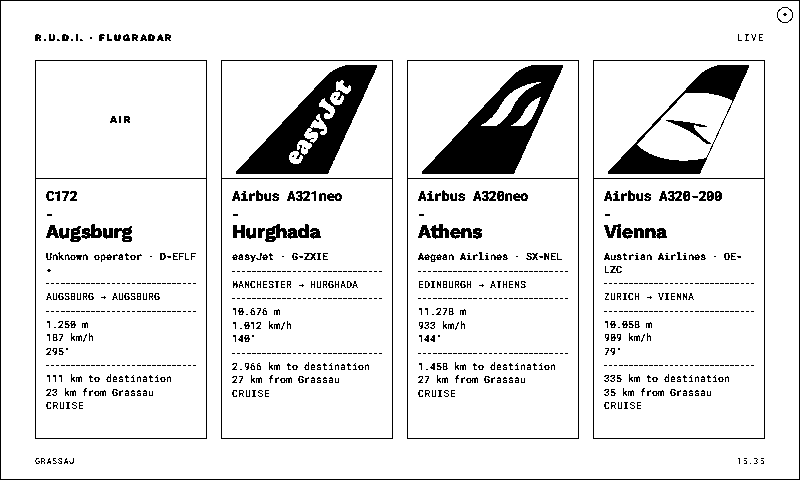 R.U.D.I. · FLUGRADAR
LIVE
AIR
C172
-
Augsburg
Unknown operator · D-EFLF
AUGSBURG → AUGSBURG
1.250 m
187 km/h
295°
111 km to destination
23 km from Grassau
CRUISE
easyJet
Airbus A321neo
-
Hurghada
easyJet · G-ZXIE
MANCHESTER → HURGHADA
10.676 m
1.012 km/h
140°
2.966 km to destination
27 km from Grassau
CRUISE
Airbus A320neo
-
Athens
Aegean Airlines · SX-NEL
EDINBURGH → ATHENS
11.278 m
933 km/h
144°
1.458 km to destination
27 km from Grassau
CRUISE
Airbus A320-200
-
Vienna
Austrian Airlines · OE-
LZC
ZURICH → VIENNA
10.058 m
909 km/h
79°
335 km to destination
35 km from Grassau
CRUISE
GRASSAU
15.35